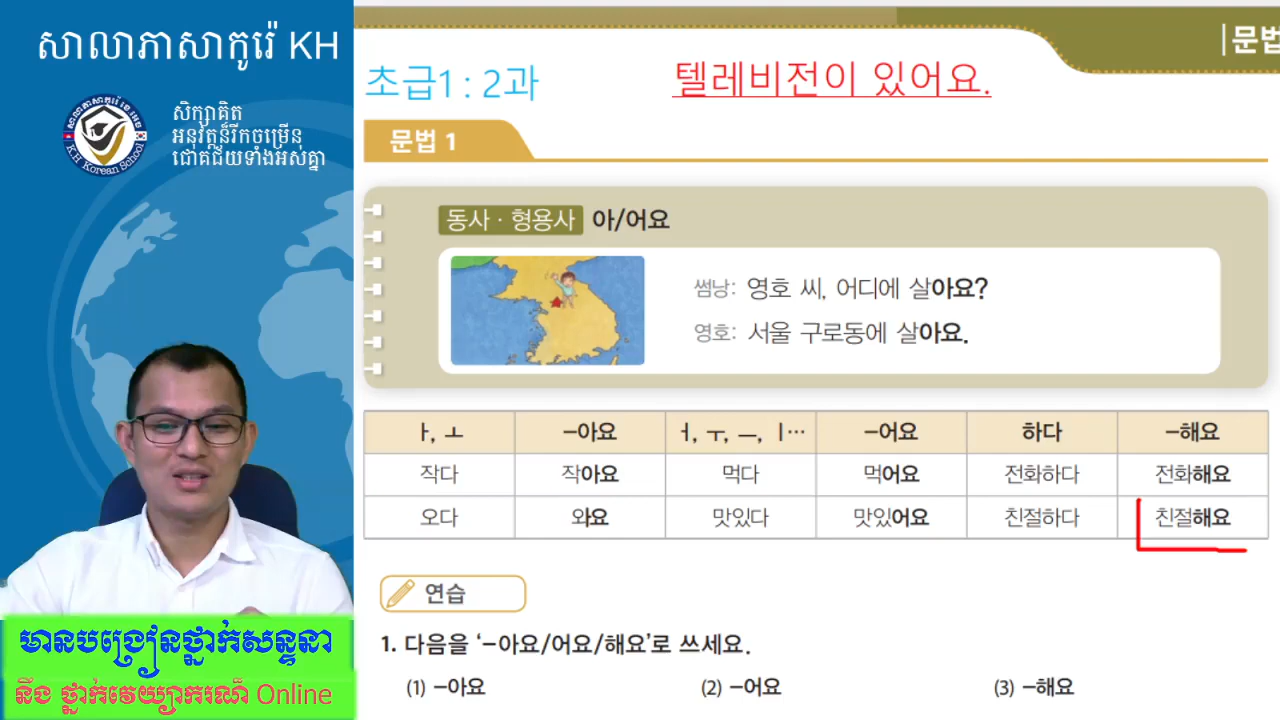 សាលាភាសាកូរ៉េ KH
សិក្សាគិត
អនុវត្តន៍រីកចម្រើន
ជោគជ័យទាំងអស់គ្នា
សាលាភាសាកូរ៉េ ខេ អេច
K.H Korean School
មានបង្រៀនថ្នាក់សន្ទនា
និង ថ្នាក់វេយ្យាករណ៍ Online
문법
초급1 : 2과
텔레비전이 있어요.
문법 1
동사 · 형용사 아/어요
썸낭: 영호 씨, 어디에 살아요?
영호: 서울 구로동에 살아요.
ㅏ, ㅗ –아요 ㅓ, ㅜ, ㅡ, ㅣ… –어요 하다 –해요
작다 작아요 먹다 먹어요 전화하다 전화해요
오다 와요 맛있다 맛있어요 친절하다 친절해요
연습
1. 다음을 ‘–아요/어요/해요’로 쓰세요.
(1) –아요 (2) –어요 (3) –해요